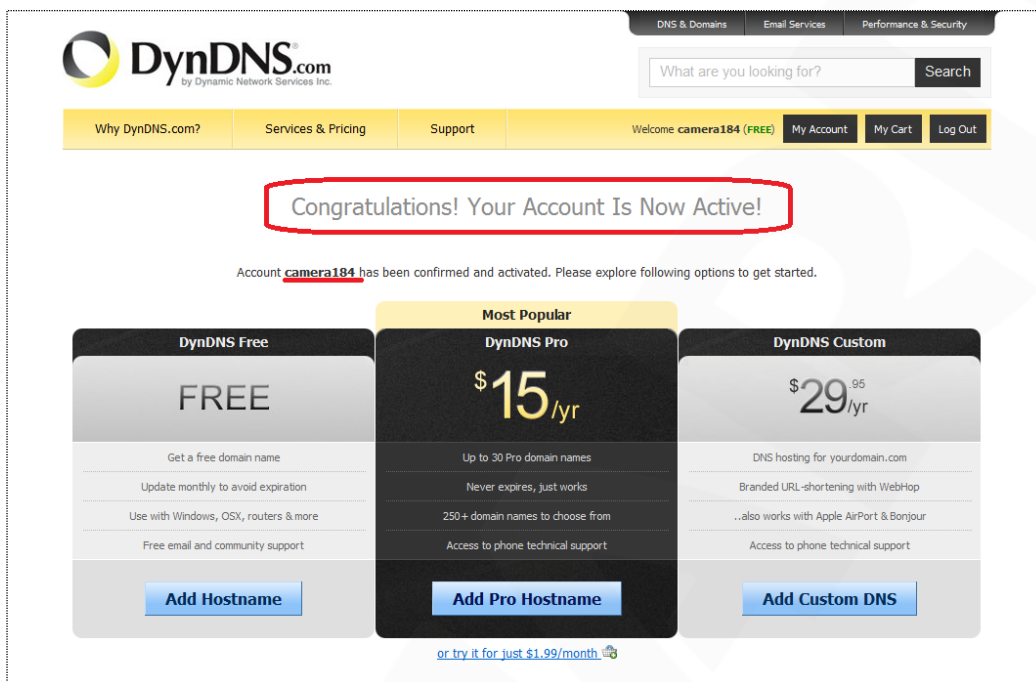 DNS & Domains Email Services Performance & Security
DynDNS.com
by Dynamic Network Services Inc.
What are you looking for? Search
Why DynDNS.com? Services & Pricing Support Welcome camera184 (FREE) My Account My Cart Log Out
Congratulations! Your Account Is Now Active!
Account camera184 has been confirmed and activated. Please explore following options to get started.
Most Popular
DynDNS Free
FREE
Get a free domain name
Update monthly to avoid expiration
Use with Windows, OSX, routers & more
Free email and community support
Add Hostname
DynDNS Pro
$15/yr
Up to 30 Pro domain names
Never expires, just works
250+ domain names to choose from
Access to phone technical support
Add Pro Hostname
or try it for just $1.99/month
DynDNS Custom
$29.95/yr
DNS hosting for yourdomain.com
Branded URL-shortening with WebHop
..also works with Apple AirPort & Bonjour
Access to phone technical support
Add Custom DNS